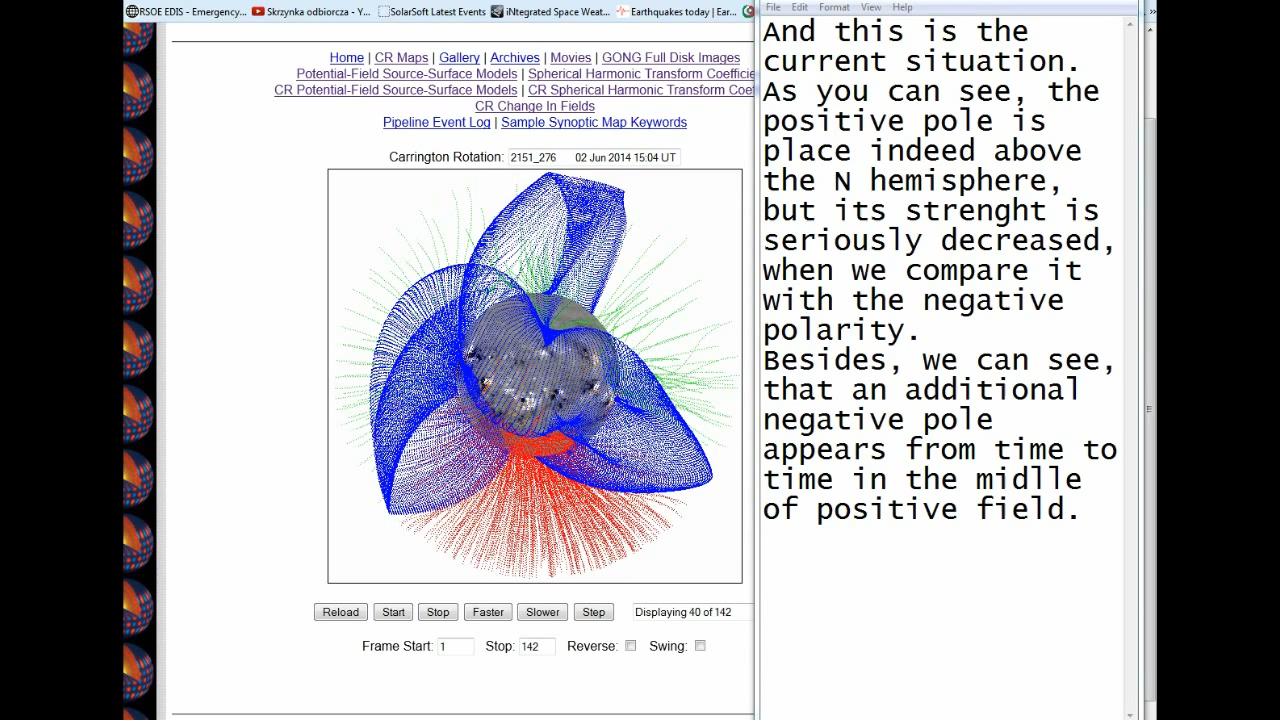 RSOE EDIS - Emergency... Skrzynka odbiorcza - Y... SolarSoft Latest Events iNtegrated Space Weat... Earthquakes today | Ear... »
Home | CR Maps | Gallery | Archives | Movies | GONG Full Disk Images
Potential-Field Source-Surface Models | Spherical Harmonic Transform Coefficie
CR Potential-Field Source-Surface Models | CR Spherical Harmonic Transform Coef
CR Change In Fields
Pipeline Event Log | Sample Synoptic Map Keywords
Carrington Rotation: 2151_276 02 Jun 2014 15:04 UT
Reload Start Stop Faster Slower Step Displaying 40 of 142
Frame Start: 1 Stop: 142 Reverse: Swing:
File Edit Format View Help
And this is the
current situation.
As you can see, the
positive pole is
place indeed above
the N hemisphere,
but its strenght is
seriously decreased,
when we compare it
with the negative
polarity.
Besides, we can see,
that an additional
negative pole
appears from time to
time in the midlle
of positive field.